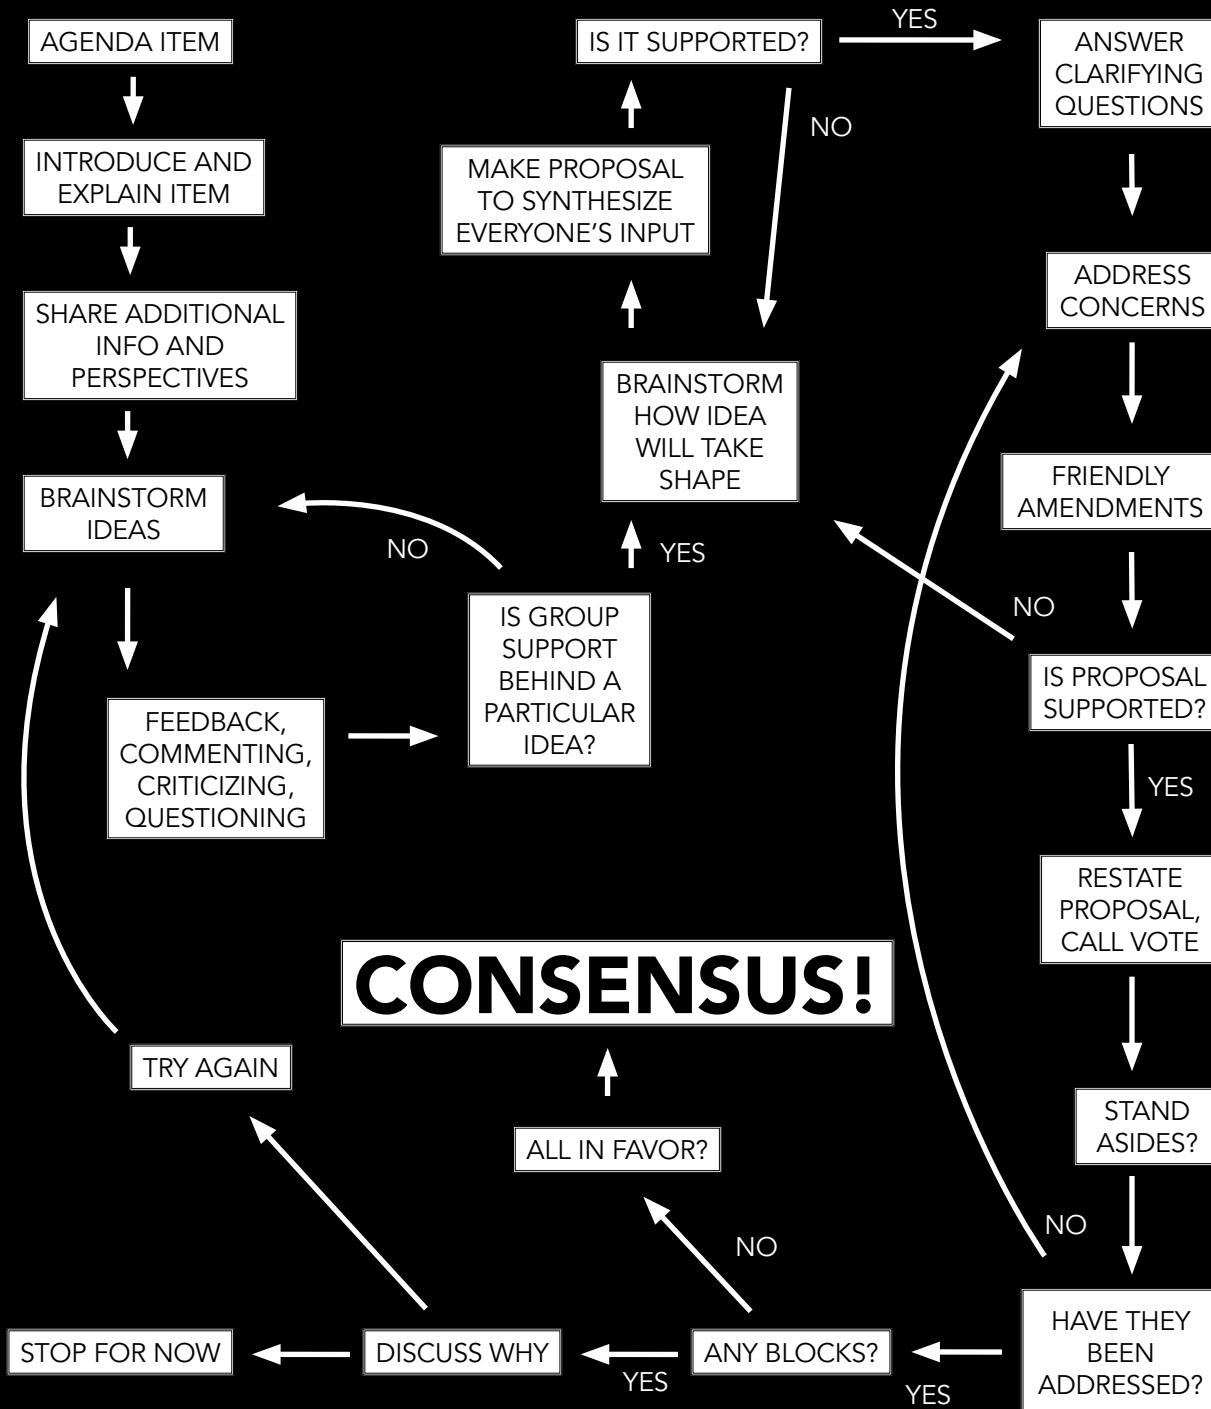 AGENDA ITEM
INTRODUCE AND
EXPLAIN ITEM
SHARE ADDITIONAL
INFO AND
PERSPECTIVES
BRAINSTORM
IDEAS
FEEDBACK,
COMMENTING,
CRITICIZING,
QUESTIONING
IS GROUP
SUPPORT
BEHIND A
PARTICULAR
IDEA?
NO
YES
BRAINSTORM
HOW IDEA
WILL TAKE
SHAPE
MAKE PROPOSAL
TO SYNTHESIZE
EVERYONE’S INPUT
IS IT SUPPORTED?
NO
YES
ANSWER
CLARIFYING
QUESTIONS
ADDRESS
CONCERNS
FRIENDLY
AMENDMENTS
IS PROPOSAL
SUPPORTED?
NO
YES
RESTATE
PROPOSAL,
CALL VOTE
STAND
ASIDES?
HAVE THEY
BEEN
ADDRESSED?
NO
YES
ANY BLOCKS?
NO
YES
DISCUSS WHY
STOP FOR NOW
TRY AGAIN
ALL IN FAVOR?
CONSENSUS!